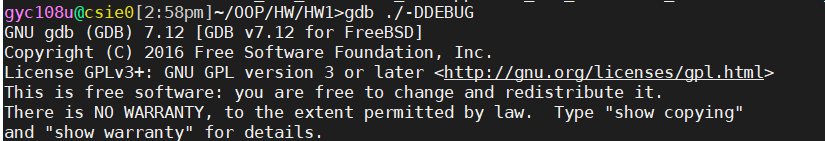 gyc108u@csie0[2:58pm]~/OOP/HW/HW1>gdb ./-DDEBUG
GNU gdb (GDB) 7.12 [GDB v7.12 for FreeBSD]
Copyright (C) 2016 Free Software Foundation, Inc.
License GPLv3+: GNU GPL version 3 or later <http://gnu.org/licenses/gpl.html>
This is free software: you are free to change and redistribute it.
There is NO WARRANTY, to the extent permitted by law.  Type "show copying"
and "show warranty" for details.